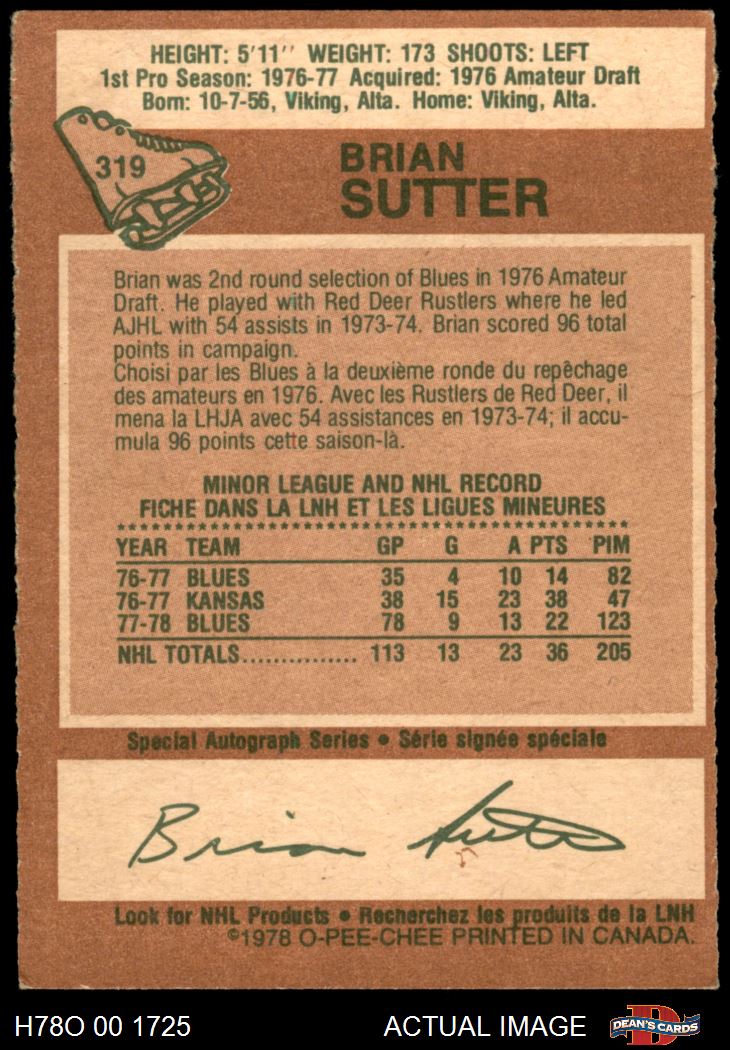 HEIGHT: 5'11'' WEIGHT: 173 SHOOTS: LEFT
1st Pro Season: 1976-77 Acquired: 1976 Amateur Draft
Born: 10-7-56, Viking, Alta. Home: Viking, Alta.
319
BRIAN
SUTTER
Brian was 2nd round selection of Blues in 1976 Amateur
Draft. He played with Red Deer Rustlers where he led
AJHL with 54 assists in 1973-74. Brian scored 96 total
points in campaign.
Choisi par les Blues à la deuxième ronde du repêchage
des amateurs en 1976. Avec les Rustlers de Red Deer, il
mena la LHJA avec 54 assistances en 1973-74; il accu-
mula 96 points cette saison-là.
MINOR LEAGUE AND NHL RECORD
FICHE DANS LA LNH ET LES LIGUES MINEURES
YEAR TEAM GP G A PTS PIM
76-77 BLUES 35 4 10 14 82
76-77 KANSAS 38 15 23 38 47
77-78 BLUES 78 9 13 22 123
NHL TOTALS................ 113 13 23 36 205
Special Autograph Series • Série signée spéciale
Brian Sutter
Look for NHL Products • Recherchez les produits de la LNH
©1978 O-PEE-CHEE PRINTED IN CANADA.
H78O 00 1725 ACTUAL IMAGE D DEAN'S CARDS